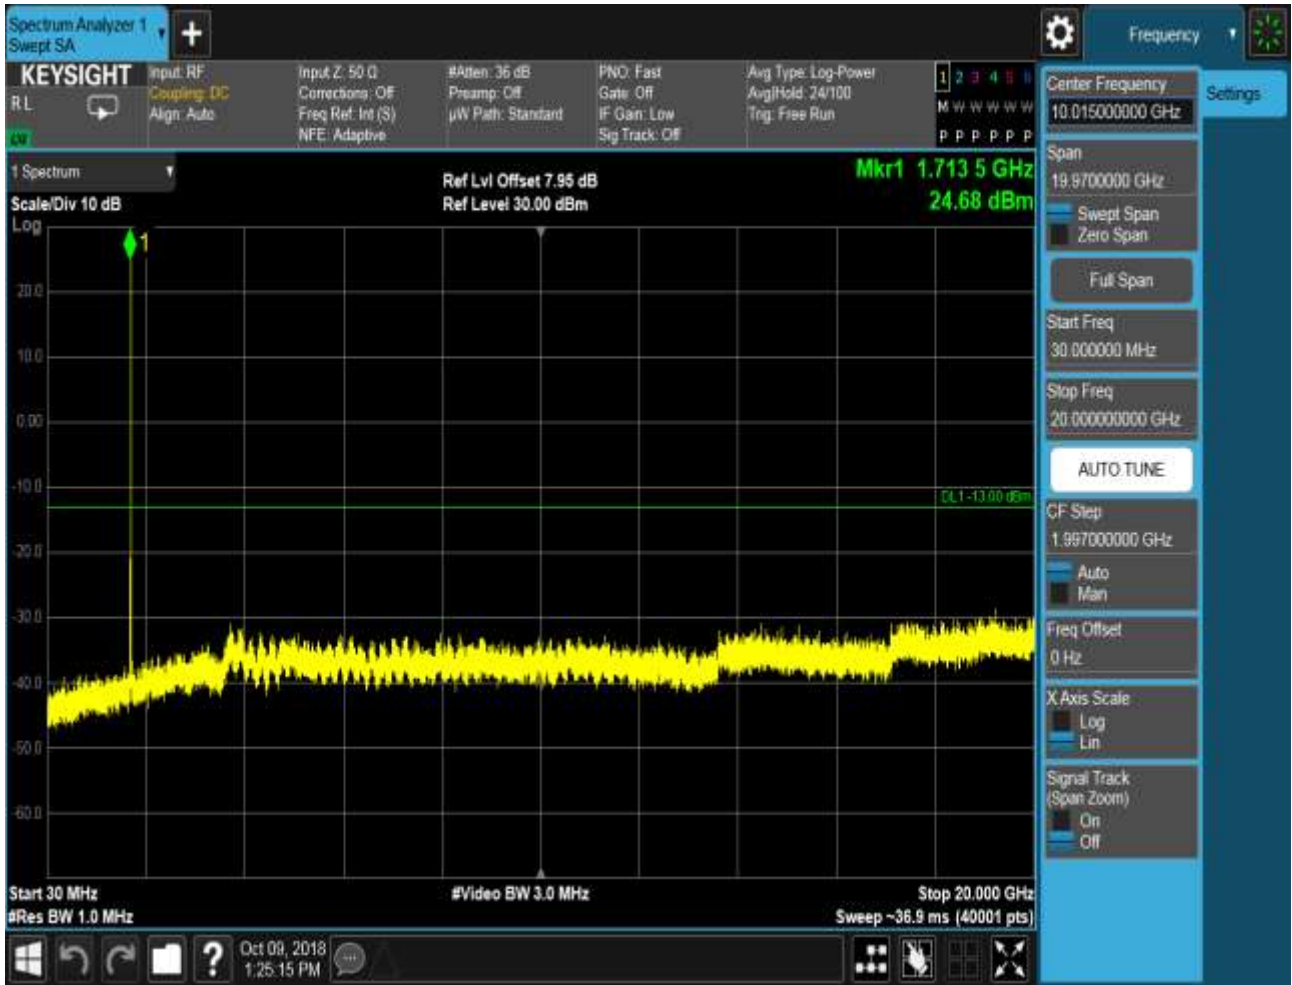 Spectrum Analyzer 1
Swept SA
+
Frequency
KEYSIGHT
RL
Input: RF
Coupling: DC
Align: Auto
Input Z: 50 Ω
Corrections: Off
Freq Ref: Int (S)
NFE: Adaptive
#Atten: 36 dB
Preamp: Off
µW Path: Standard
PNO: Fast
Gate: Off
IF Gain: Low
Sig Track: Off
Avg Type: Log-Power
Avg|Hold: 24/100
Trig: Free Run
1 2 3 4 5 6
M W W W W W
P P P P P P
1 Spectrum
Scale/Div 10 dB
Log
Ref Lvl Offset 7.95 dB
Ref Level 30.00 dBm
Mkr1 1.713 5 GHz
24.68 dBm
1
20.0
10.0
0.00
-10.0
-20.0
-30.0
-40.0
-50.0
-60.0
DL1 -13.00 dBm
Start 30 MHz
#Res BW 1.0 MHz
#Video BW 3.0 MHz
Stop 20.000 GHz
Sweep ~36.9 ms (40001 pts)
?
Oct 09, 2018
1:25:15 PM
Center Frequency
10.015000000 GHz
Settings
Span
19.9700000 GHz
Swept Span
Zero Span
Full Span
Start Freq
30.000000 MHz
Stop Freq
20.000000000 GHz
AUTO TUNE
CF Step
1.997000000 GHz
Auto
Man
Freq Offset
0 Hz
X Axis Scale
Log
Lin
Signal Track
(Span Zoom)
On
Off